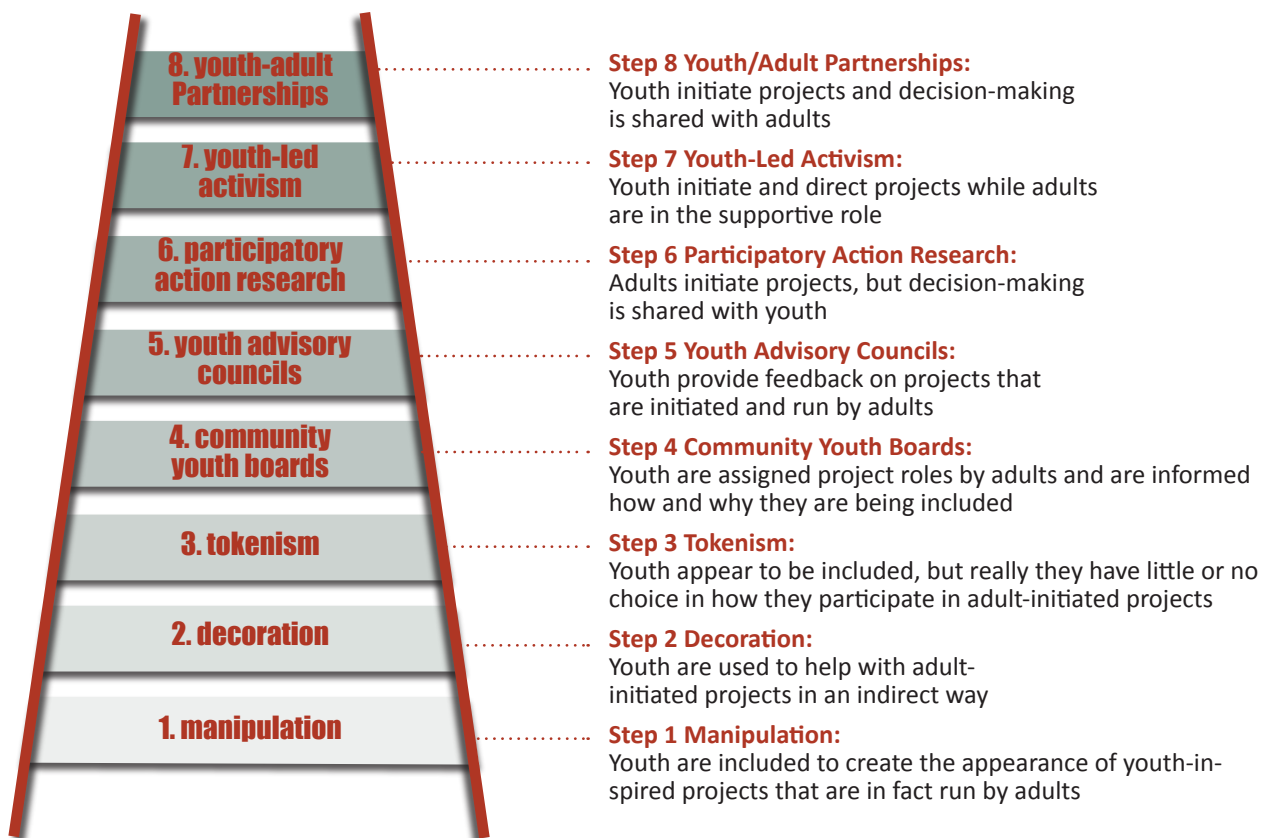 8. youth-adult
Partnerships
Step 8 Youth/Adult Partnerships:
Youth initiate projects and decision-making
is shared with adults
7. youth-led
activism
Step 7 Youth-Led Activism:
Youth initiate and direct projects while adults
are in the supportive role
6. participatory
action research
Step 6 Participatory Action Research:
Adults initiate projects, but decision-making
is shared with youth
5. youth advisory
councils
Step 5 Youth Advisory Councils:
Youth provide feedback on projects that
are initiated and run by adults
4. community
youth boards
Step 4 Community Youth Boards:
Youth are assigned project roles by adults and are informed
how and why they are being included
3. tokenism
Step 3 Tokenism:
Youth appear to be included, but really they have little or no
choice in how they participate in adult-initiated projects
2. decoration
Step 2 Decoration:
Youth are used to help with adult-
initiated projects in an indirect way
1. manipulation
Step 1 Manipulation:
Youth are included to create the appearance of youth-in-
spired projects that are in fact run by adults